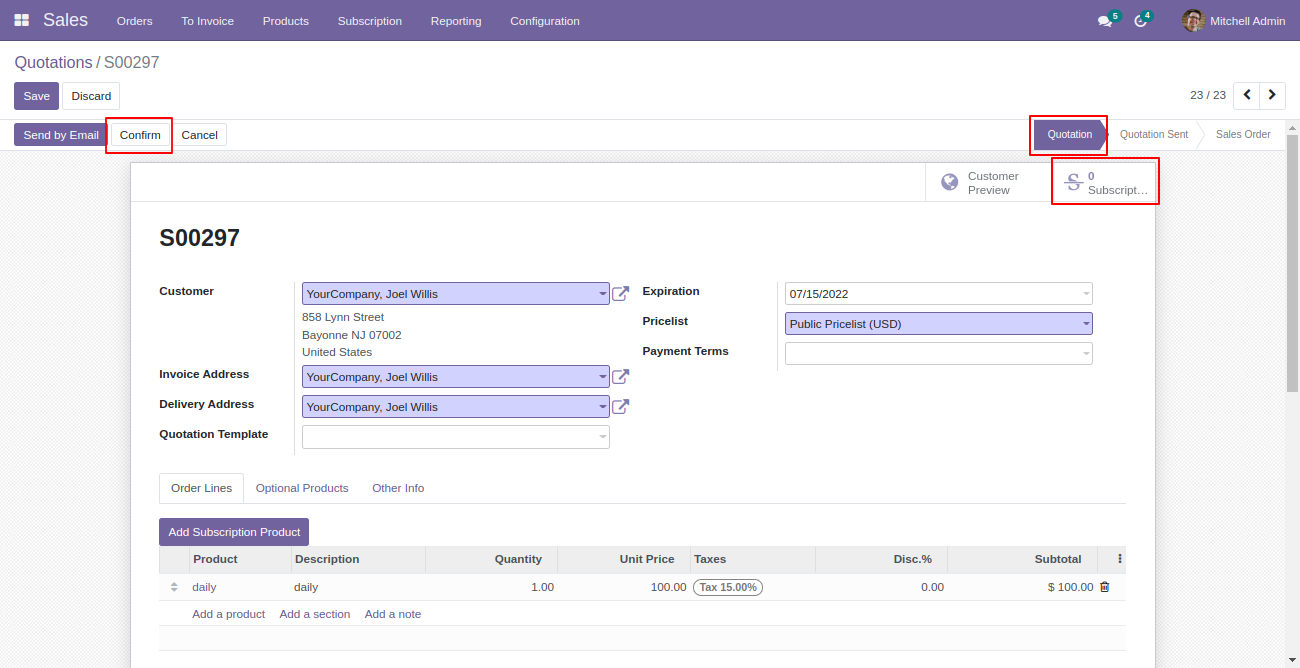 Sales Orders To Invoice Products Subscription Reporting Configuration 5 4 Mitchell Admin
Quotations / S00297
Save Discard 23 / 23
Send by Email Confirm Cancel Quotation Quotation Sent Sales Order
Customer Preview 0 Subscript...
S00297
Customer YourCompany, Joel Willis Expiration 07/15/2022
858 Lynn Street Pricelist Public Pricelist (USD)
Bayonne NJ 07002
United States Payment Terms
Invoice Address YourCompany, Joel Willis
Delivery Address YourCompany, Joel Willis
Quotation Template
Order Lines Optional Products Other Info
Add Subscription Product
Product Description Quantity Unit Price Taxes Disc.% Subtotal
daily daily 1.00 100.00 Tax 15.00% 0.00 $ 100.00
Add a product Add a section Add a note